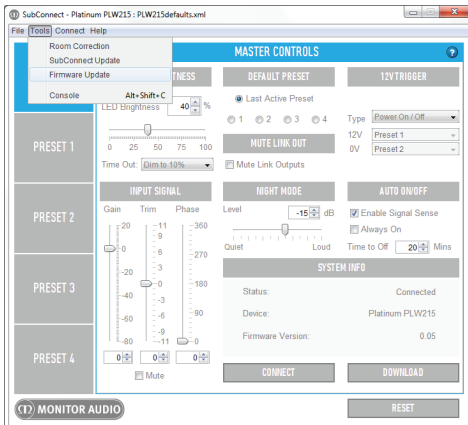 SubConnect - Platinum PLW215 : PLW215defaults.xml
File Tools Connect Help
Room Correction
SubConnect Update
Firmware Update
Console Alt+Shift+C
MASTER CONTROLS ?
DEFAULT PRESET 12V TRIGGER
LED Brightness 40 %
0 25 50 75 100
Time Out: Dim to 10%
Last Active Preset
1 2 3 4
MUTE LINK OUT
Mute Link Outputs
Type Power On / Off
12V Preset 1
0V Preset 2
PRESET 1
PRESET 2
PRESET 3
PRESET 4
INPUT SIGNAL NIGHT MODE AUTO ON/OFF
Gain Trim Phase
20 11 360
9
0 6 270
3
-20 0 180
-3
-40
-6 90
-60
-9
-80 -11 0
0 0 0
Mute
Level -15 dB
Quiet Loud
Enable Signal Sense
Always On
Time to Off 20 Mins
SYSTEM INFO
Status: Connected
Device: Platinum PLW215
Firmware Version: 0.05
CONNECT DOWNLOAD
MONITOR AUDIO RESET